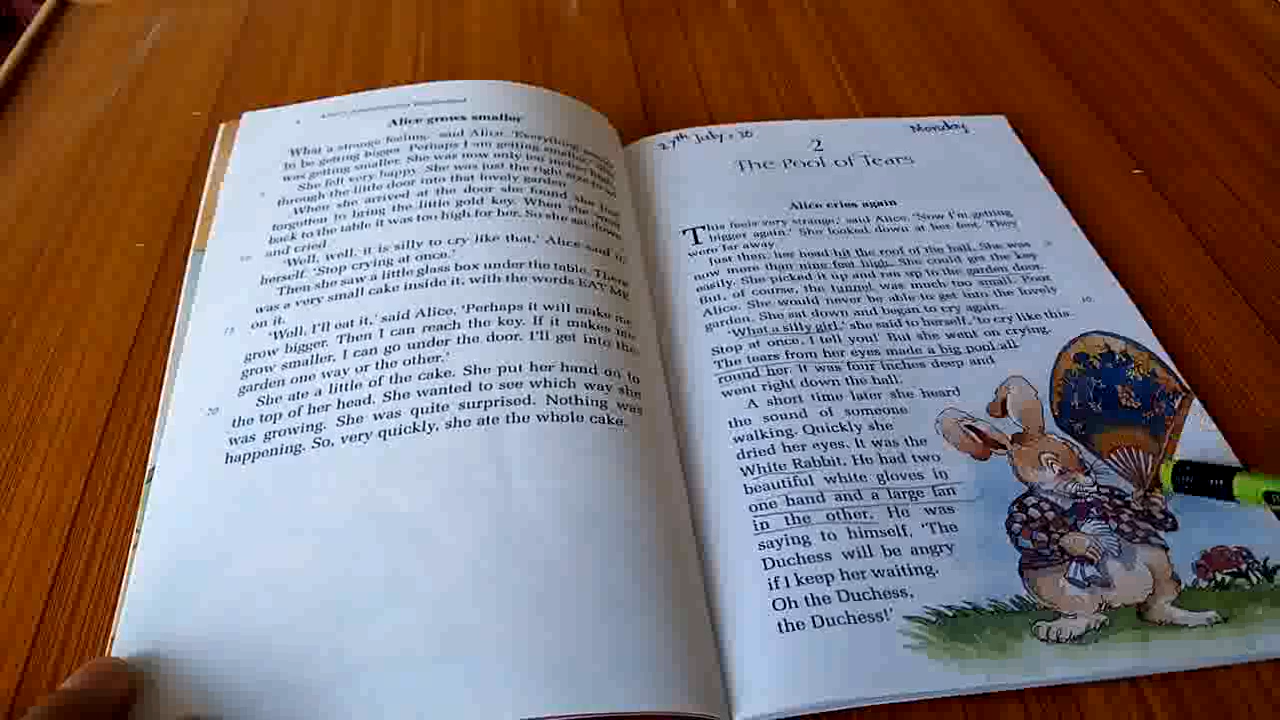 Alice grows smaller
'What a strange feeling,' said Alice. 'Everything
to be getting bigger. Perhaps I am getting smaller.'
was getting smaller. She was now only ten inches high.
She felt very happy. She was just the right size to
through the little door into that lovely garden.
When she arrived at the door she found she had
forgotten to bring the little gold key. When she went
back to the table it was too high for her. So she sat down
and cried.
'Well, well, it is silly to cry like that,' Alice said to
herself. 'Stop crying at once.'
Then she saw a little glass box under the table. There
was a very small cake inside it, with the words EAT ME
on it.
15
'Well, I'll eat it,' said Alice. 'Perhaps it will make me
grow bigger. Then I can reach the key. If it makes me
grow smaller, I can go under the door. I'll get into the
garden one way or the other.'
She ate a little of the cake. She put her hand on to
20
the top of her head. She wanted to see which way she
was growing. She was quite surprised. Nothing was
happening. So, very quickly, she ate the whole cake.
27th July, 20
Monday
2
The Pool of Tears
Alice cries again
This feels very strange,' said Alice. 'Now I'm getting
bigger again.' She looked down at her feet. They
were far away.
Just then, her head hit the roof of the hall. She was
now more than nine feet high. She could get the key
easily. She picked it up and ran up to the garden door.
But, of course, the tunnel was much too small. Poor
Alice. She would never be able to get into the lovely
garden. She sat down and began to cry again.
10
'What a silly girl,' she said to herself, 'to cry like this.
Stop at once, I tell you!' But she went on crying.
The tears from her eyes made a big pool all
round her. It was four inches deep and
went right down the hall.
A short time later she heard
the sound of someone
walking. Quickly she
dried her eyes. It was the
White Rabbit. He had two
beautiful white gloves in
one hand and a large fan
in the other. He was
saying to himself, 'The
Duchess will be angry
if I keep her waiting.
Oh the Duchess,
the Duchess!'